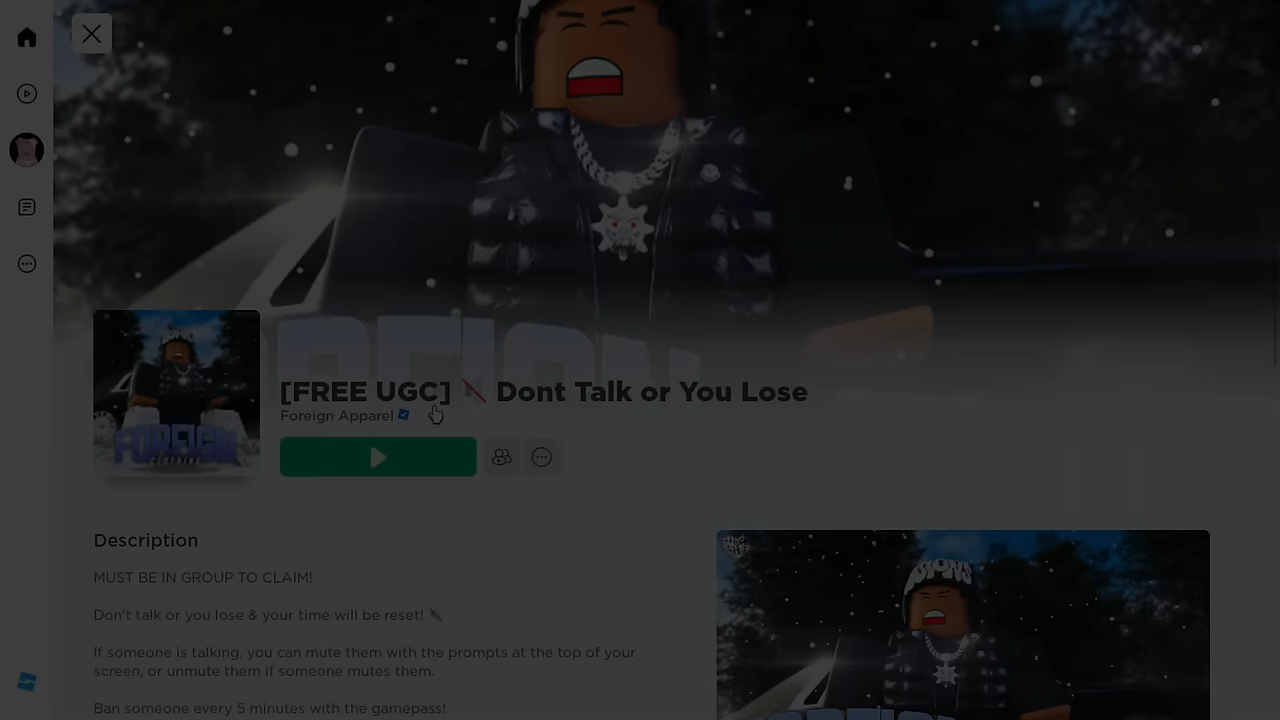 [FREE UGC] Dont Talk or You Lose
Foreign Apparel
FOREIGN
Description
MUST BE IN GROUP TO CLAIM!
Don't talk or you lose & your time will be reset!
If someone is talking, you can mute them with the prompts at the top of your
screen, or unmute them if someone mutes them.
Ban someone every 5 minutes with the gamepass!